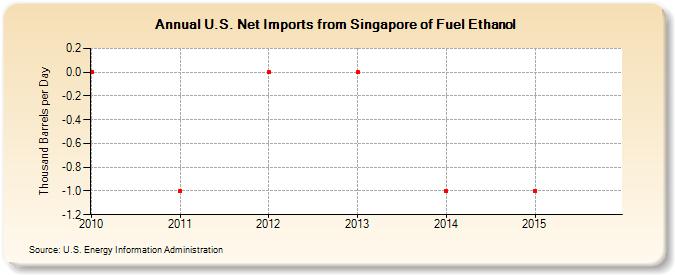 Annual U.S. Net Imports from Singapore of Fuel Ethanol
Thousand Barrels per Day
0.2
0.0
-0.2
-0.4
-0.6
-0.8
-1.0
-1.2
2010 2011 2012 2013 2014 2015
Source: U.S. Energy Information Administration